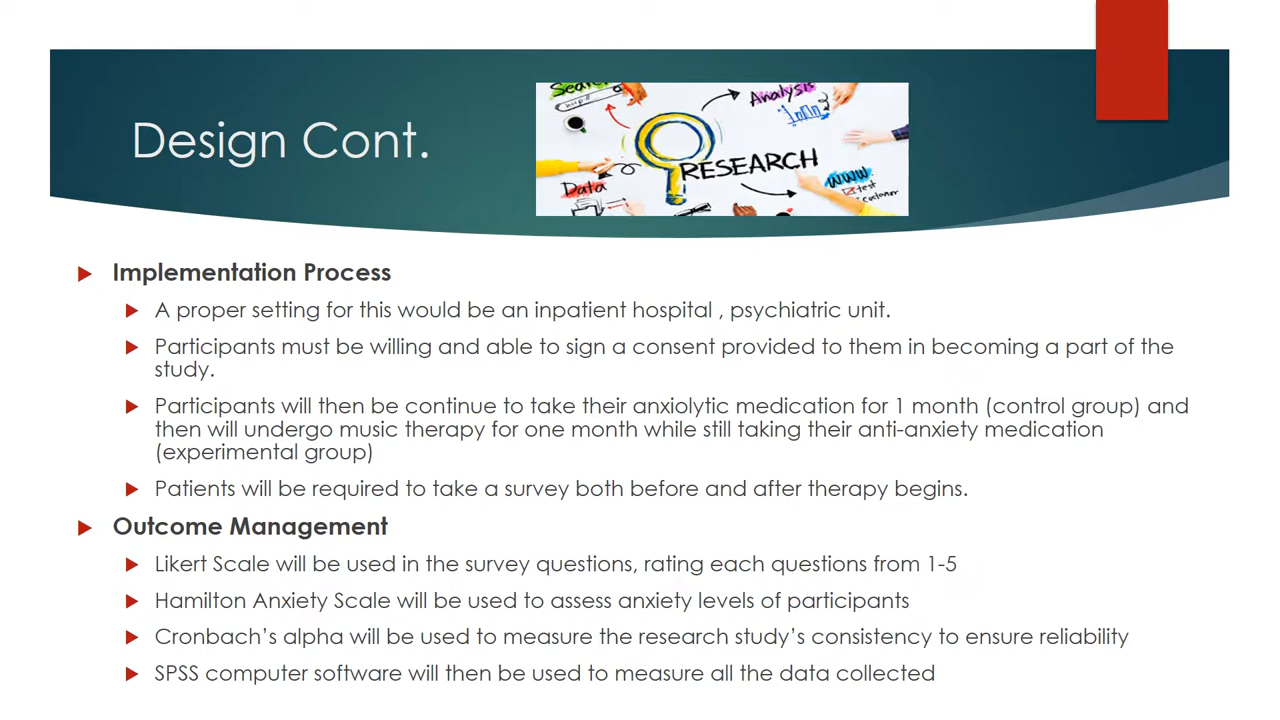 Design Cont.
Search
http://
Analysis
RESEARCH
Data
www
test
customer
Implementation Process
A proper setting for this would be an inpatient hospital , psychiatric unit.
Participants must be willing and able to sign a consent provided to them in becoming a part of the
study.
Participants will then be continue to take their anxiolytic medication for 1 month (control group) and
then will undergo music therapy for one month while still taking their anti-anxiety medication
(experimental group)
Patients will be required to take a survey both before and after therapy begins.
Outcome Management
Likert Scale will be used in the survey questions, rating each questions from 1-5
Hamilton Anxiety Scale will be used to assess anxiety levels of participants
Cronbach’s alpha will be used to measure the research study’s consistency to ensure reliability
SPSS computer software will then be used to measure all the data collected